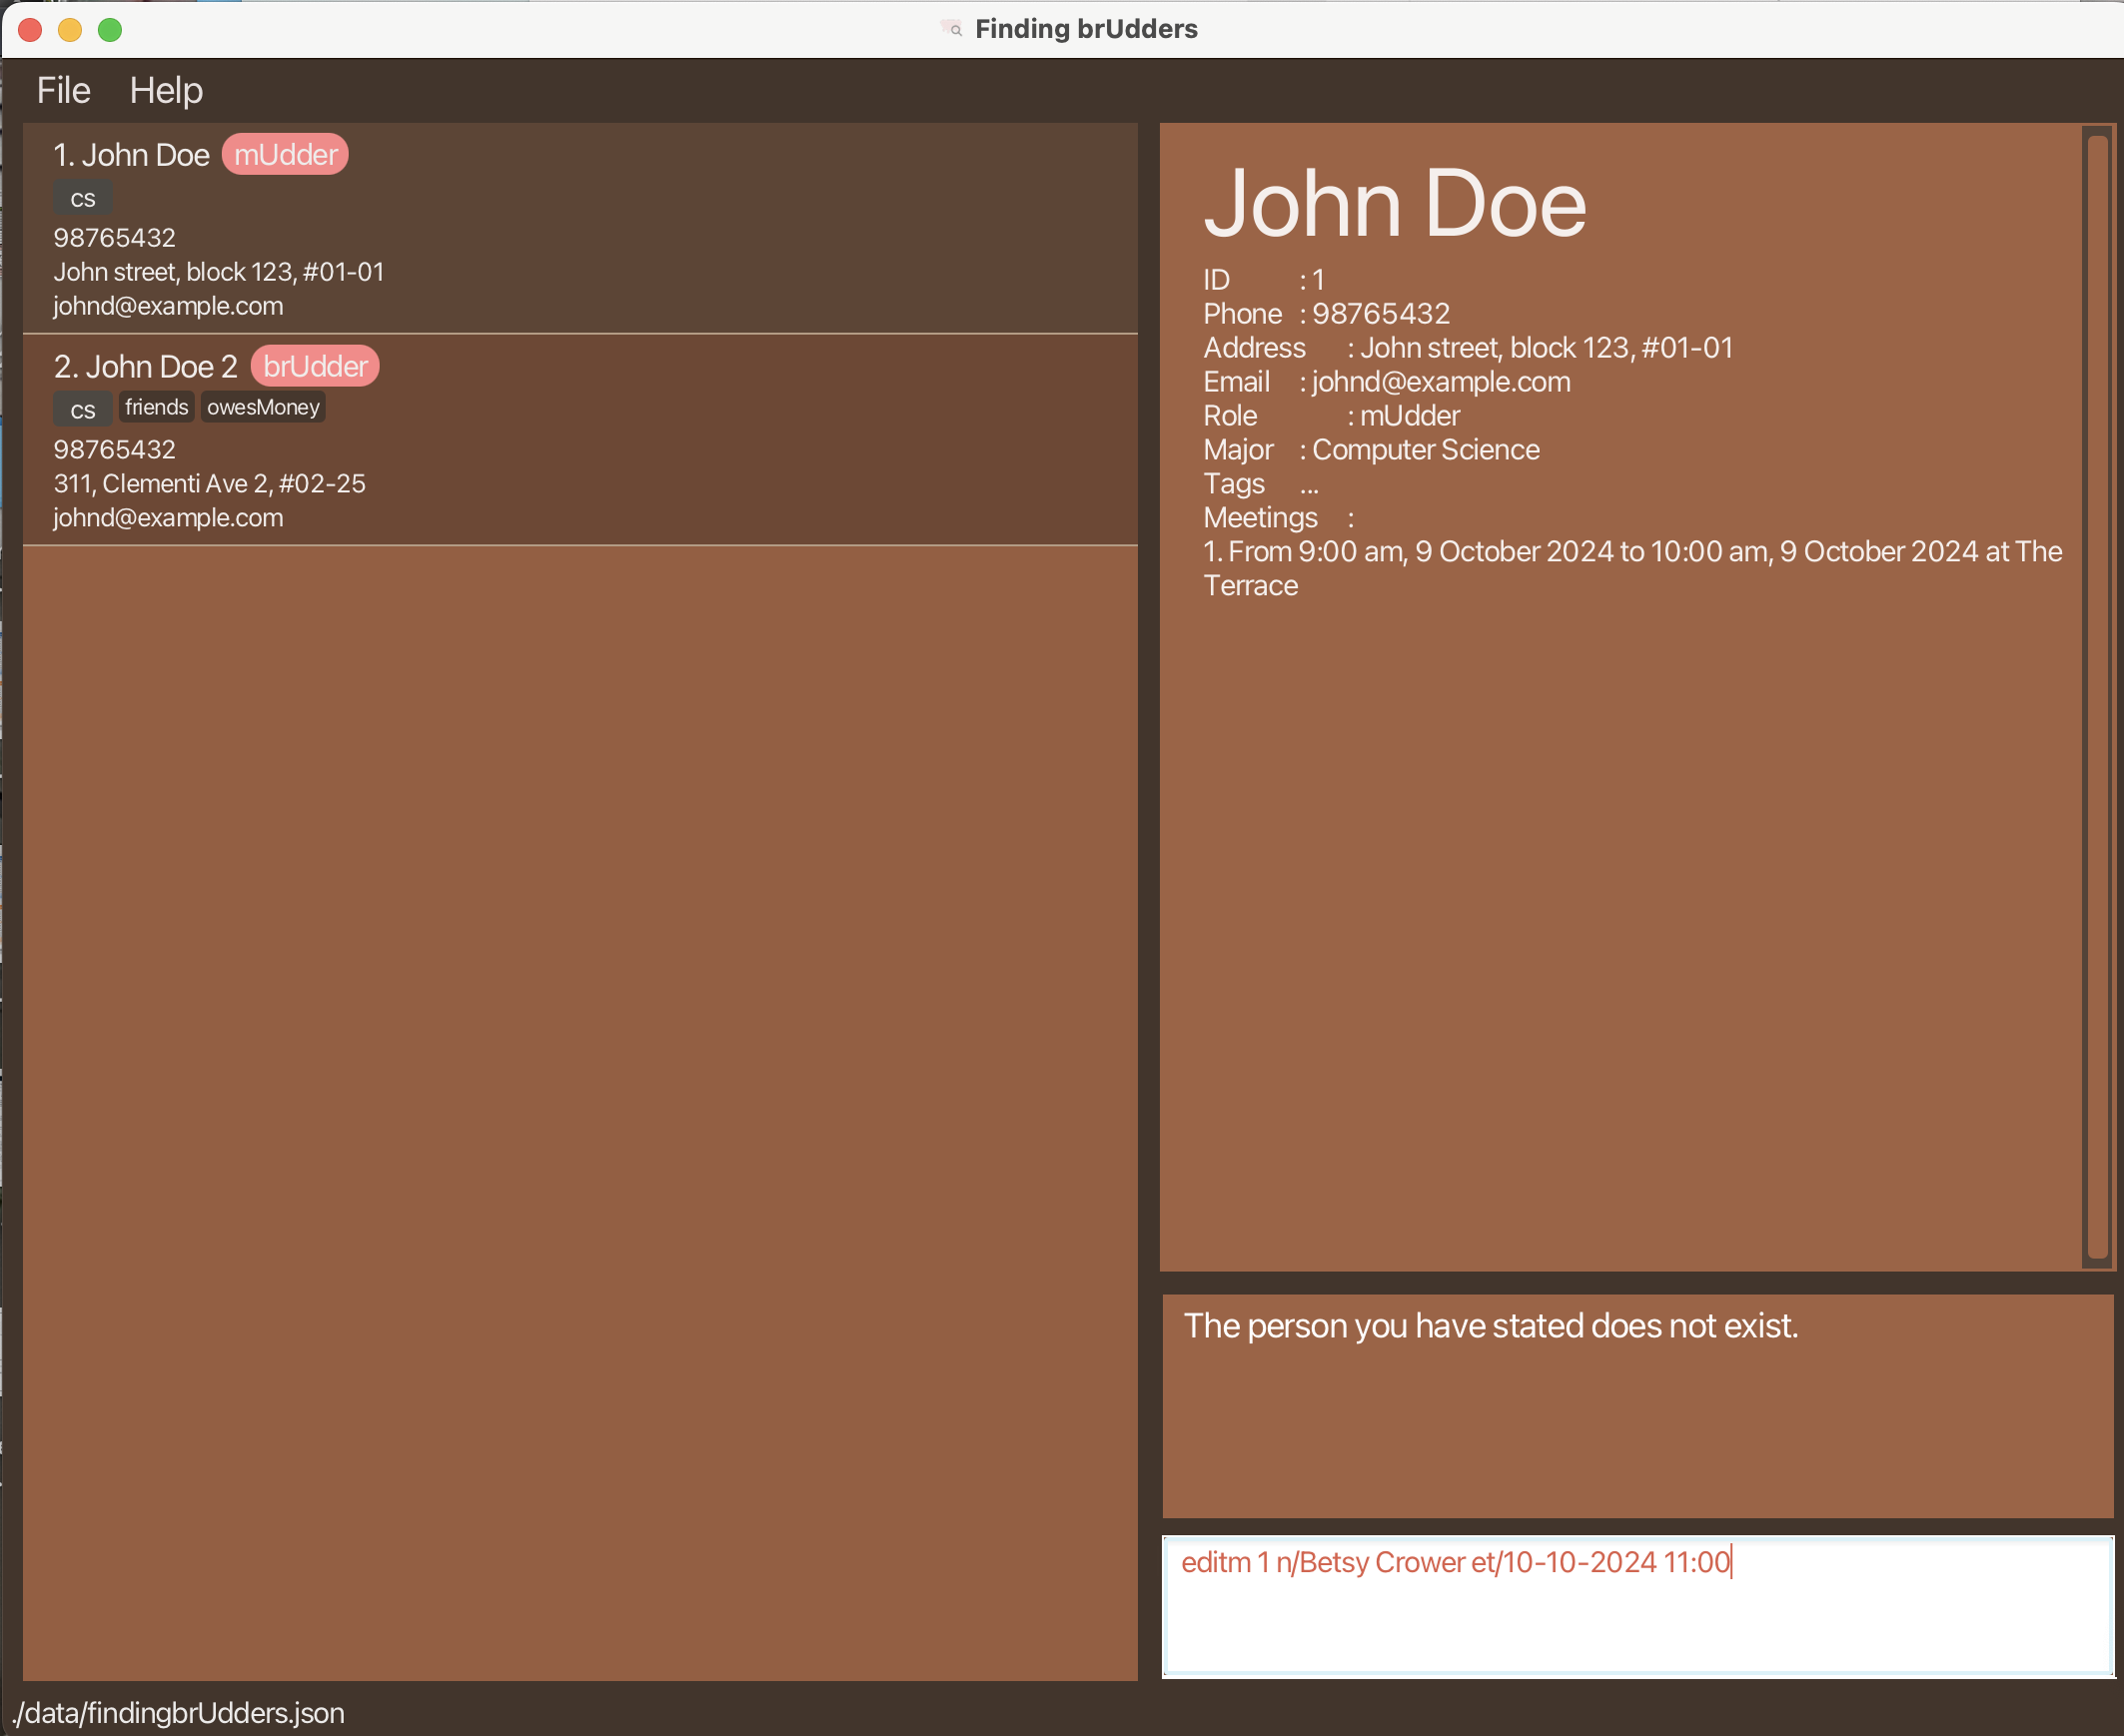 Finding brUdders
File Help
1. John Doe mUdder
cs
98765432
John street, block 123, #01-01
johnd@example.com
2. John Doe 2 brUdder
cs friends owesMoney
98765432
311, Clementi Ave 2, #02-25
johnd@example.com
John Doe
ID : 1
Phone : 98765432
Address : John street, block 123, #01-01
Email : johnd@example.com
Role : mUdder
Major : Computer Science
Tags ...
Meetings :
1. From 9:00 am, 9 October 2024 to 10:00 am, 9 October 2024 at The
Terrace
The person you have stated does not exist.
editm 1 n/Betsy Crower et/10-10-2024 11:00
./data/findingbrUdders.json